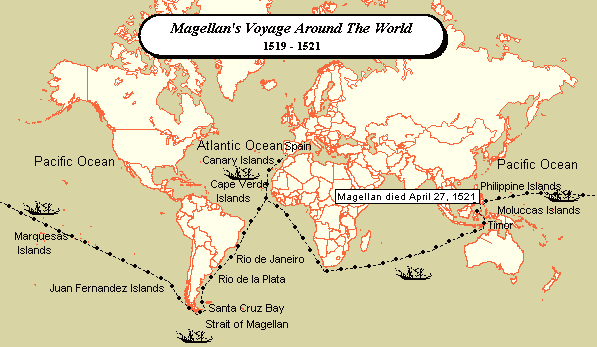 Magellan's Voyage Around The World
1519 - 1521
Atlantic Ocean
Spain
Canary Islands
Pacific Ocean
Pacific Ocean
Cape Verde
Islands
Magellan died April 27, 1521
Philippine Islands
Moluccas Islands
Timor
Marquesas
Islands
Rio de Janeiro
Rio de la Plata
Juan Fernandez Islands
Santa Cruz Bay
Strait of Magellan